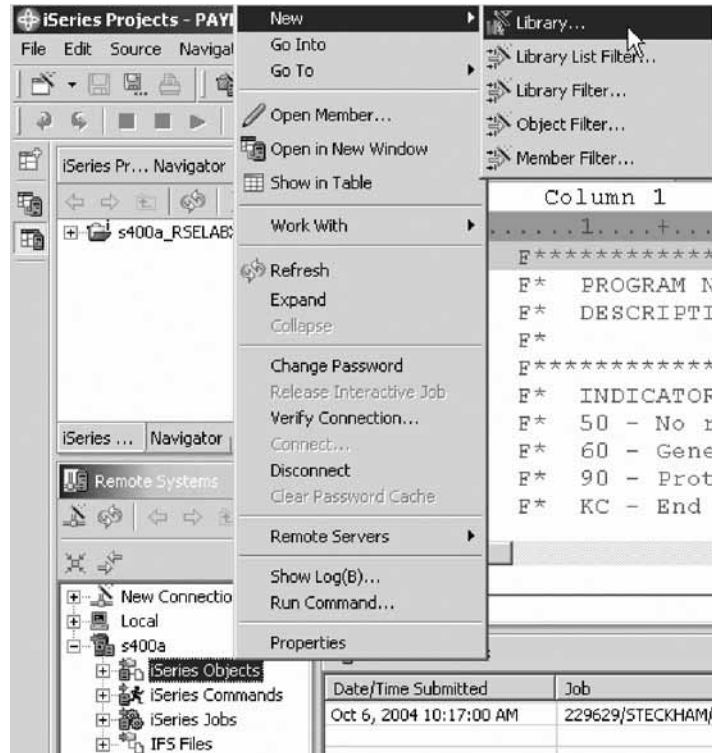 iSeries Projects - PAY
File Edit Source Naviga
New
Go Into
Go To
Open Member...
Open in New Window
Show in Table
Work With
Refresh
Expand
Collapse
Change Password
Release Interactive Job
Verify Connection...
Connect...
Disconnect
Clear Password Cache
Remote Servers
Show Log(B)...
Run Command...
Properties
Library...
Library List Filter...
Library Filter...
Object Filter...
Member Filter...
iSeries Pr... Navigator
s400a_RSELAB
iSeries ... Navigator
Column 1
......1....+...
F**************
F* PROGRAM N
F* DESCRIPTI
F*
F**************
F* INDICATOR
F* 50 - No
F* 60 - Gene
F* 90 - Prot
F* KC - End
Remote Systems
New Connectio
Local
s400a
iSeries Objects
iSeries Commands
iSeries Jobs
IFS Files
Date/Time Submitted Job
Oct 6, 2004 10:17:00 AM 229629/STECKHAM/